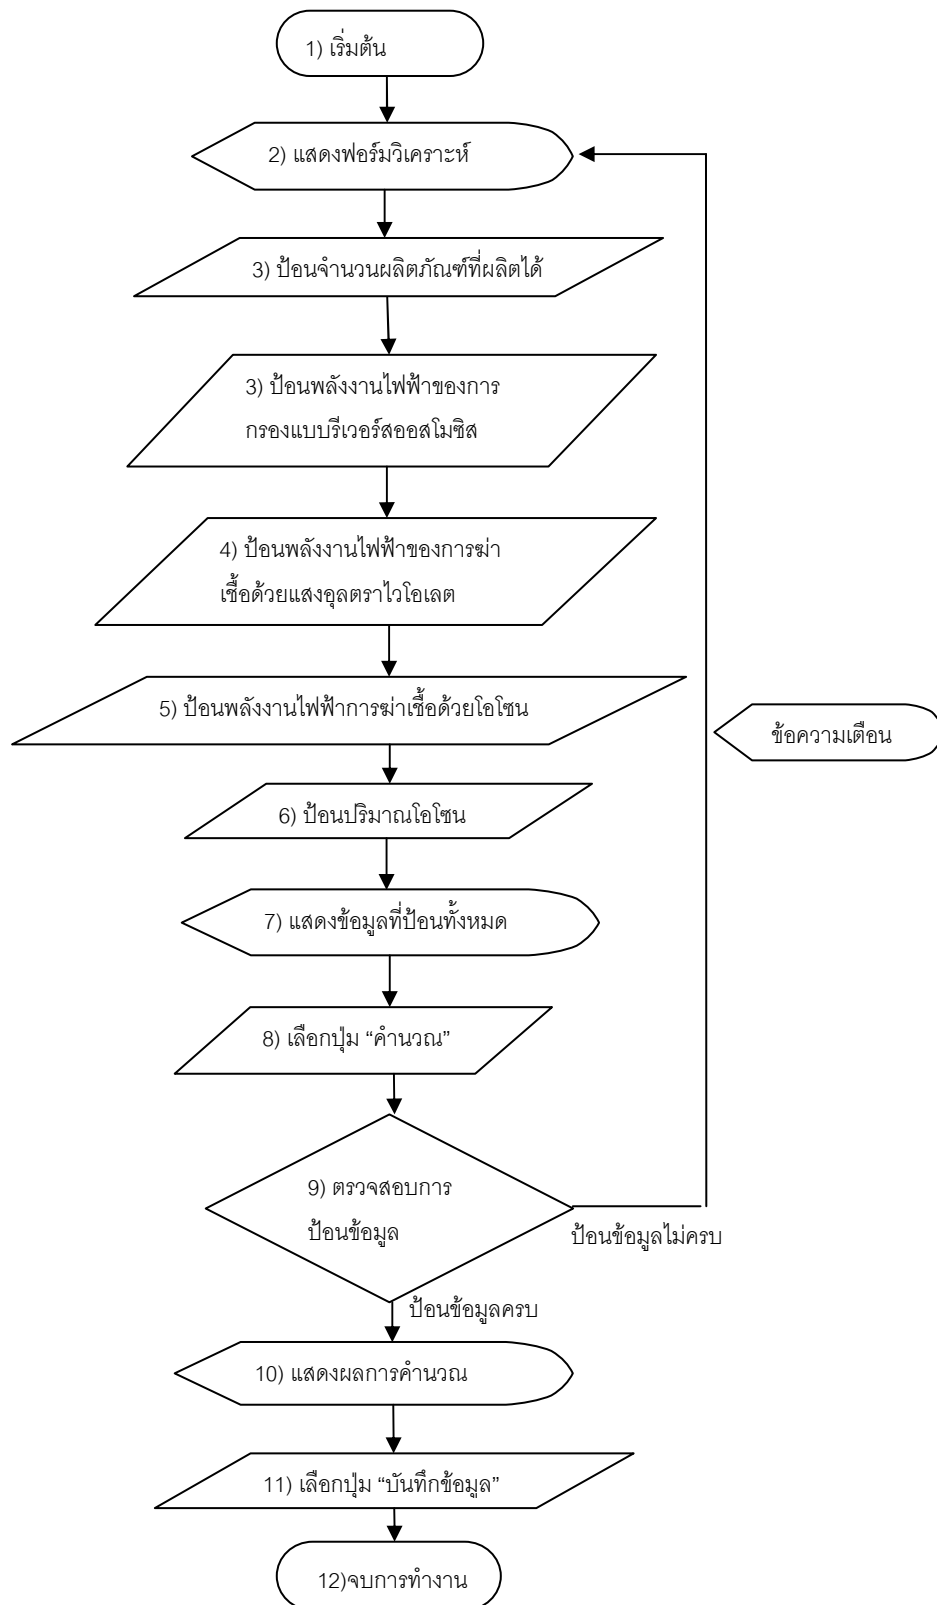 1) เริ่มต้น
2) แสดงฟอร์มวิเคราะห์
3) ป้อนจำนวนผลิตภัณฑ์ที่ผลิตได้
3) ป้อนพลังงานไฟฟ้าของการ
กรองแบบรีเวอร์สออสโมซิส
4) ป้อนพลังงานไฟฟ้าของการฆ่า
เชื้อด้วยแสงอุลตราไวโอเลต
5) ป้อนพลังงานไฟฟ้าการฆ่าเชื้อด้วยโอโซน
ข้อความเตือน
6) ป้อนปริมาณโอโซน
7) แสดงข้อมูลที่ป้อนทั้งหมด
8) เลือกปุ่ม “คำนวณ”
9) ตรวจสอบการ
ป้อนข้อมูล
ป้อนข้อมูลไม่ครบ
ป้อนข้อมูลครบ
10) แสดงผลการคำนวณ
11) เลือกปุ่ม “บันทึกข้อมูล”
12)จบการทำงาน